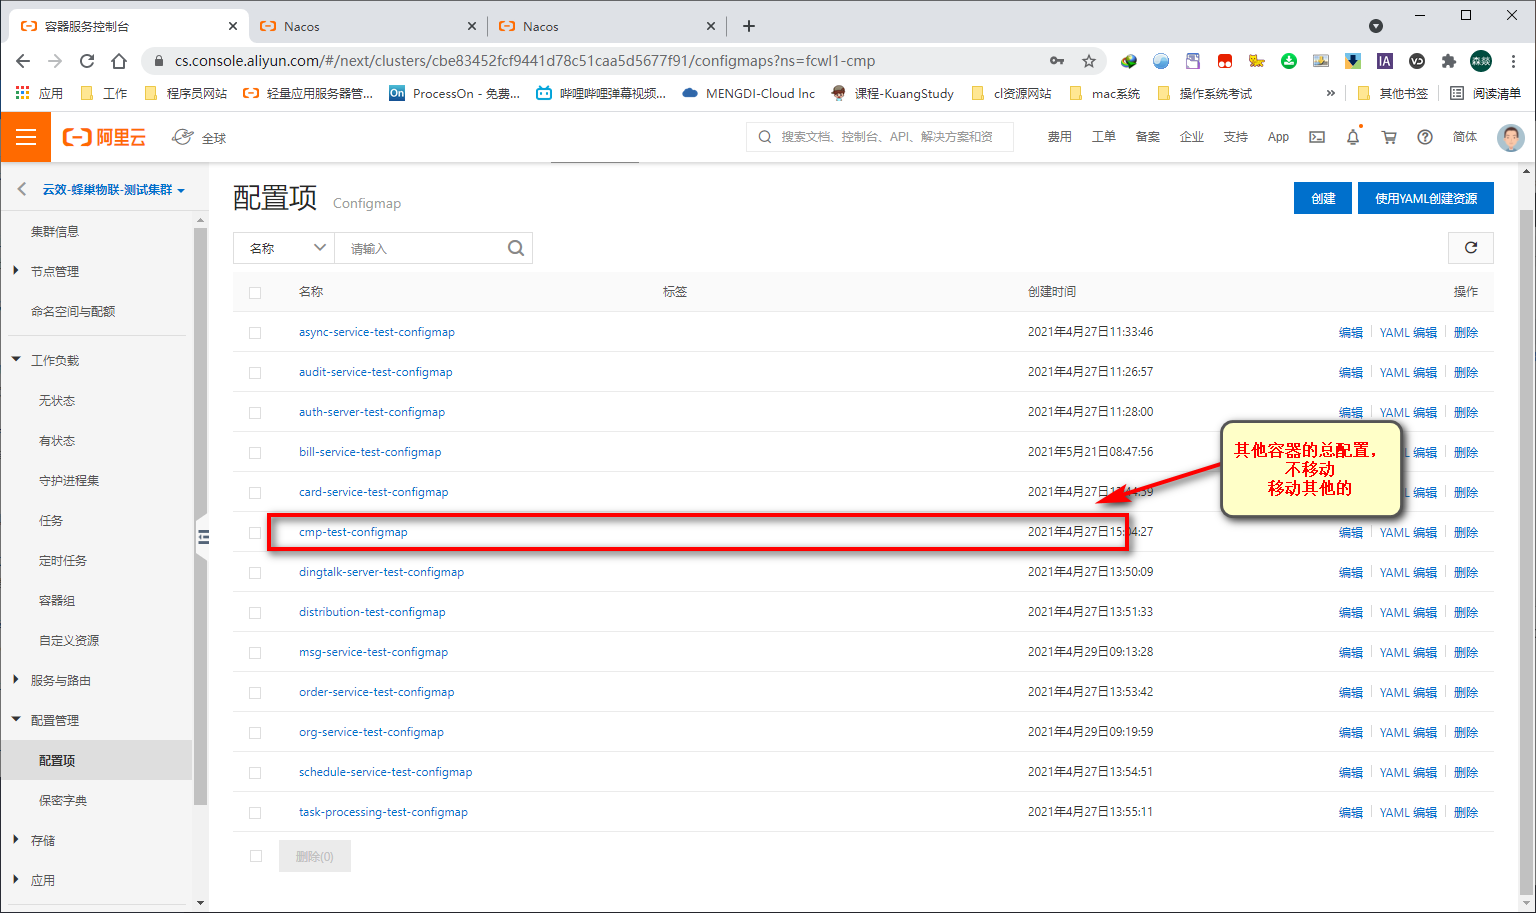 容器服务控制台
Nacos
Nacos
cs.console.aliyun.com/#/next/clusters/cbe83452fcf9441d78c51caa5d5677f91/configmaps?ns=fcwl1-cmp
应用 工作 程序员网站 轻量应用服务器管... On ProcessOn - 免费... 哔哩哔哩弹幕视频... MENGDI-Cloud Inc 课程-KuangStudy cl资源网站 mac系统 操作系统考试 » 其他书签 阅读清单
阿里云 全球 搜索文档、控制台、API、解决方案和资 费用 工单 备案 企业 支持 App 简体
云效-蜂巢物联-测试集群
集群信息
节点管理
命名空间与配额
工作负载
无状态
有状态
守护进程集
任务
定时任务
容器组
自定义资源
服务与路由
配置管理
配置项
保密字典
存储
应用
配置项 Configmap
创建 使用YAML创建资源
名称 请输入
名称 标签 创建时间 操作
async-service-test-configmap 2021年4月27日11:33:46 编辑 YAML 编辑 删除
audit-service-test-configmap 2021年4月27日11:26:57 编辑 YAML 编辑 删除
auth-server-test-configmap 2021年4月27日11:28:00 编辑 YAML 编辑 删除
bill-service-test-configmap 2021年5月21日08:47:56 编辑 删除
card-service-test-configmap 2021年4月27日 编辑 删除
cmp-test-configmap 2021年4月27日15:04:27 编辑 YAML 编辑 删除
dingtalk-server-test-configmap 2021年4月27日13:50:09 编辑 YAML 编辑 删除
distribution-test-configmap 2021年4月27日13:51:33 编辑 YAML 编辑 删除
msg-service-test-configmap 2021年4月29日09:13:28 编辑 YAML 编辑 删除
order-service-test-configmap 2021年4月27日13:53:42 编辑 YAML 编辑 删除
org-service-test-configmap 2021年4月29日09:19:59 编辑 YAML 编辑 删除
schedule-service-test-configmap 2021年4月27日13:54:51 编辑 YAML 编辑 删除
task-processing-test-configmap 2021年4月27日13:55:11 编辑 YAML 编辑 删除
删除(0)
其他容器的总配置，
不移动
移动其他的